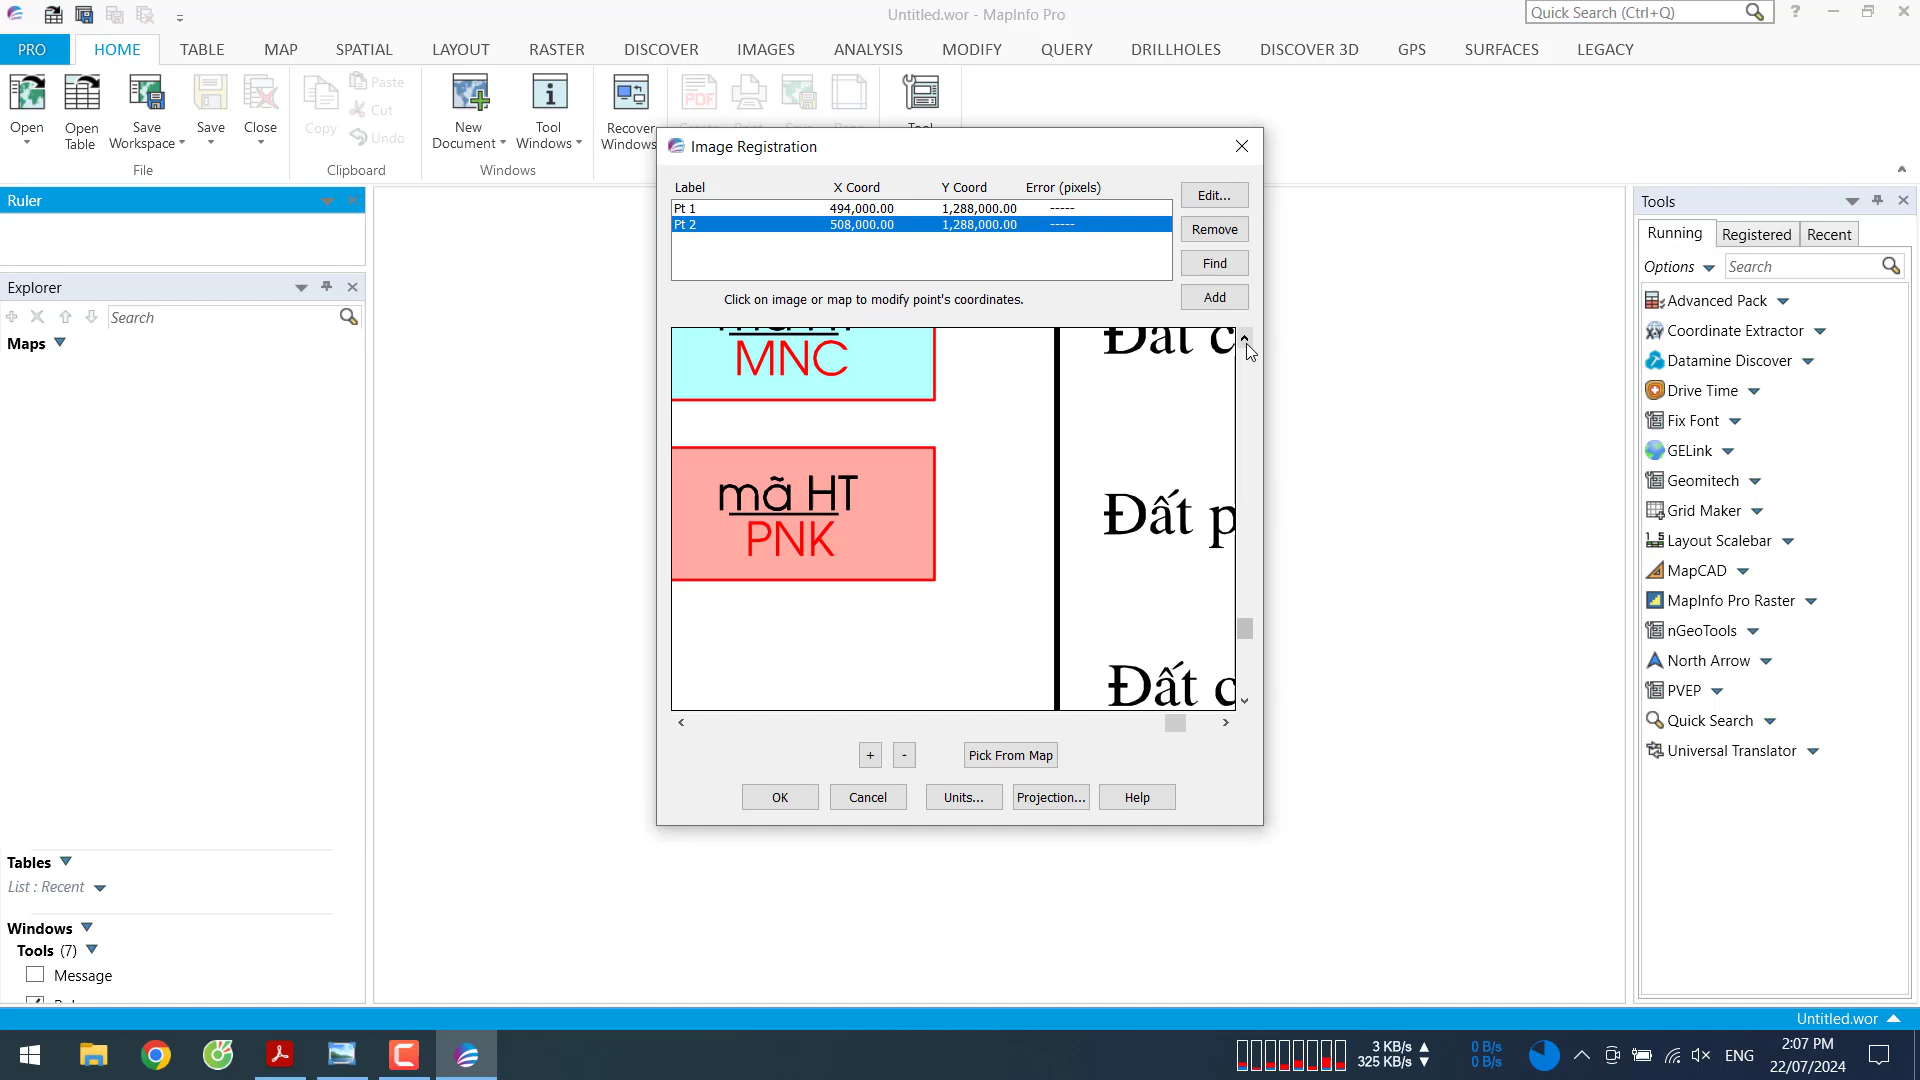 Untitled.wor - MapInfo Pro
Quick Search (Ctrl+Q)
PRO HOME TABLE MAP SPATIAL LAYOUT RASTER DISCOVER IMAGES ANALYSIS MODIFY QUERY DRILLHOLES DISCOVER 3D GPS SURFACES LEGACY
Open
Open Table
Save Workspace
Save
Close
Copy
Paste
Cut
Undo
New Document
Tool Windows
Recover Windows
PDF
File
Clipboard
Windows
Ruler
Explorer
Search
Maps
Tables
List : Recent
Windows
Tools (7)
Message
Image Registration
Label X Coord Y Coord Error (pixels)
Pt 1 494,000.00 1,288,000.00 -----
Pt 2 508,000.00 1,288,000.00 -----
Edit...
Remove
Find
Add
Click on image or map to modify point's coordinates.
MNC
mã HT
PNK
Đất p
Đất c
+ - Pick From Map
OK Cancel Units... Projection... Help
Tools
Running Registered Recent
Options Search
Advanced Pack
Coordinate Extractor
Datamine Discover
Drive Time
Fix Font
GELink
Geomitech
Grid Maker
Layout Scalebar
MapCAD
MapInfo Pro Raster
nGeoTools
North Arrow
PVEP
Quick Search
Universal Translator
Untitled.wor
3 KB/s
325 KB/s
0 B/s
0 B/s
ENG
2:07 PM
22/07/2024